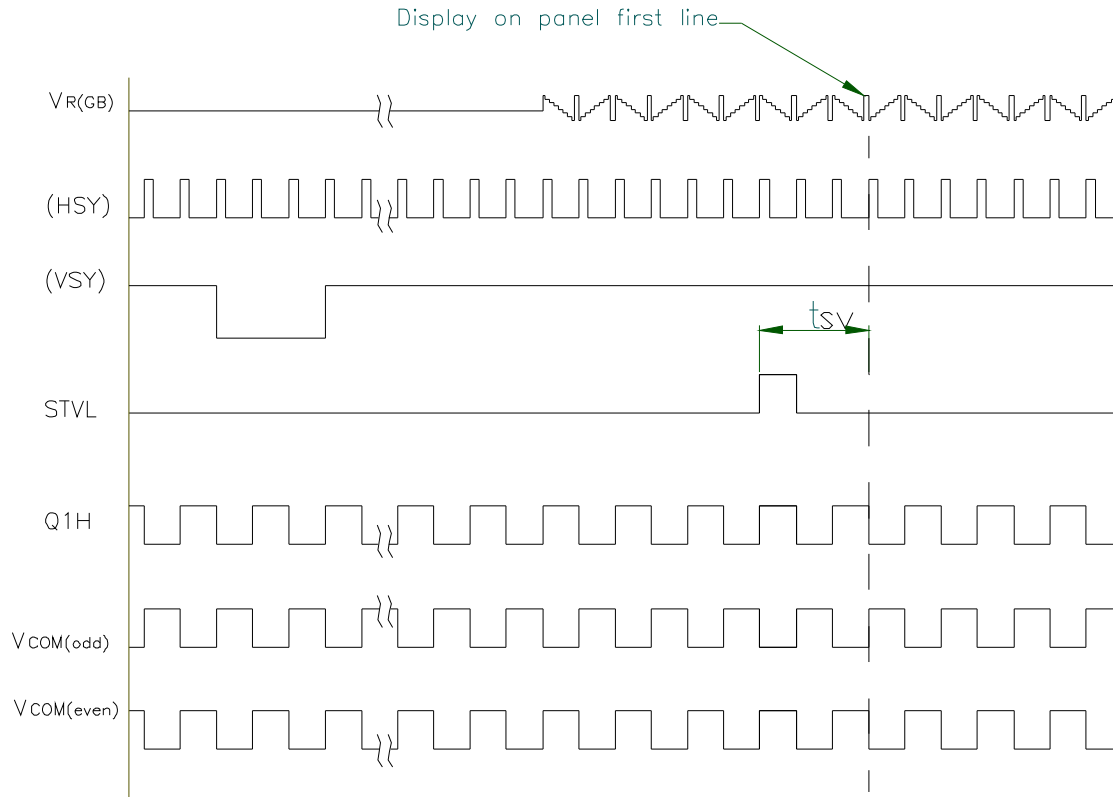 Display on panel first line
VR(GB)
(HSY)
(VSY)
tsv
STVL
Q1H
VCOM(odd)
VCOM(even)